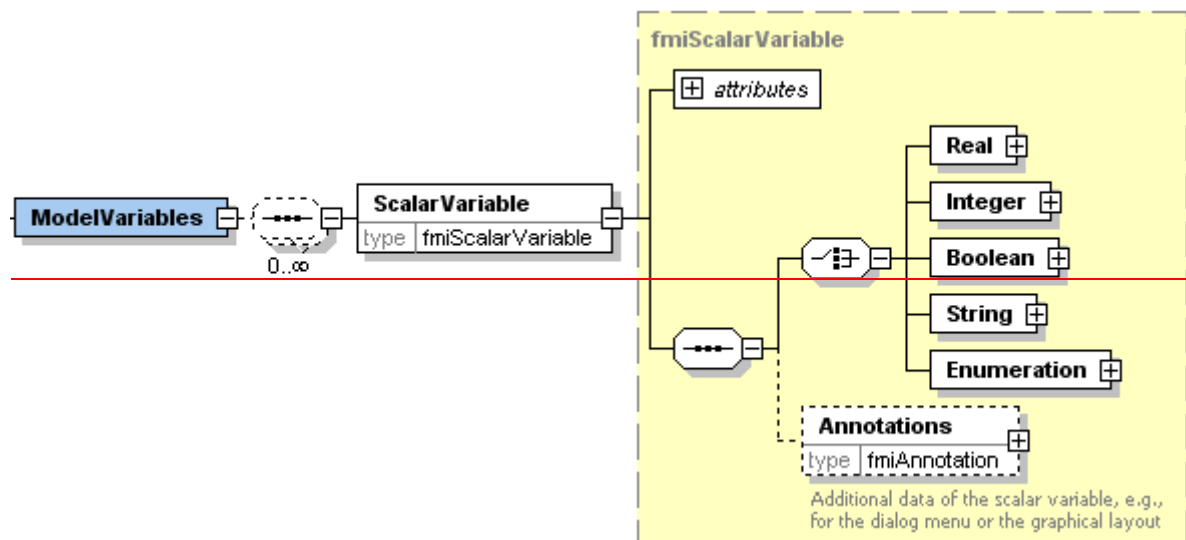 fmiScalarVariable
attributes
ModelVariables
0..∞
ScalarVariable
type fmiScalarVariable
Real
Integer
Boolean
String
Enumeration
Annotations
type fmiAnnotation
Additional data of the scalar variable, e.g.,
for the dialog menu or the graphical layout